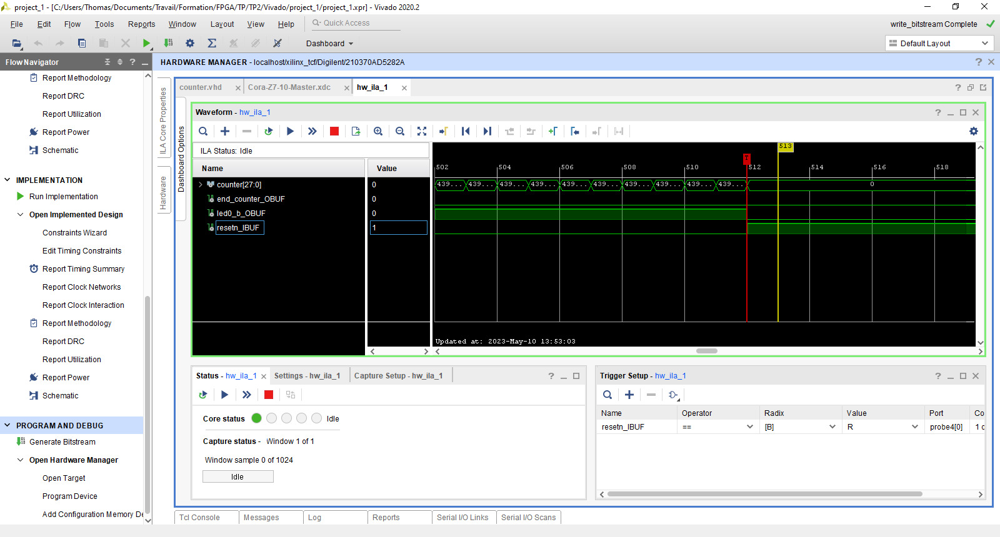 project_1 - [C:/Users/Thomas/Documents/Travail/Formation/FPGA/TP/TP2/Vivado/project_1/project_1.xpr] - Vivado 2020.2
File Edit Flow Tools Reports Window Layout View Help Quick Access
write_bitstream Complete
Dashboard
Default Layout
Flow Navigator
HARDWARE MANAGER - localhost/xilinx_tcf/Digilent/210370AD5282A
Report Methodology
Report DRC
Report Utilization
Report Power
Schematic
IMPLEMENTATION
Run Implementation
Open Implemented Design
Constraints Wizard
Edit Timing Constraints
Report Timing Summary
Report Clock Networks
Report Clock Interaction
Report Methodology
Report DRC
Report Utilization
Report Power
Schematic
PROGRAM AND DEBUG
Generate Bitstream
Open Hardware Manager
Open Target
Program Device
Add Configuration Memory De
ILA Core Properties
Hardware
Dashboard Options
counter.vhd Cora-Z7-10-Master.xdc hw_ila_1
Waveform - hw_ila_1
ILA Status: Idle
Name Value
counter[27:0] 0
end_counter_OBUF 0
led0_b_OBUF 0
resetn_IBUF 1
513
T
502 504 506 508 510 512 514 516 518
439... 439... 439... 439... 439... 439... 439... 439... 439... 439... 0
Updated at: 2023-May-10 13:53:03
Status - hw_ila_1 Settings - hw_ila_1 Capture Setup - hw_ila_1
Core status Idle
Capture status - Window 1 of 1
Window sample 0 of 1024
Idle
Trigger Setup - hw_ila_1
Name Operator Radix Value Port Co
resetn_IBUF == [B] R probe4[0] 1 c
Tcl Console Messages Log Reports Serial I/O Links Serial I/O Scans